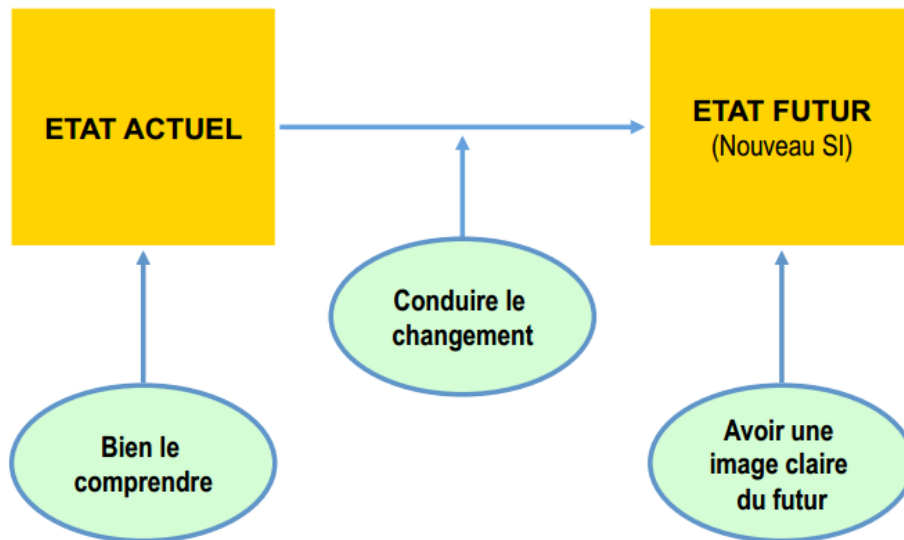 ETAT ACTUEL
ETAT FUTUR
(Nouveau SI)
Conduire le
changement
Bien le
comprendre
Avoir une
image claire
du futur